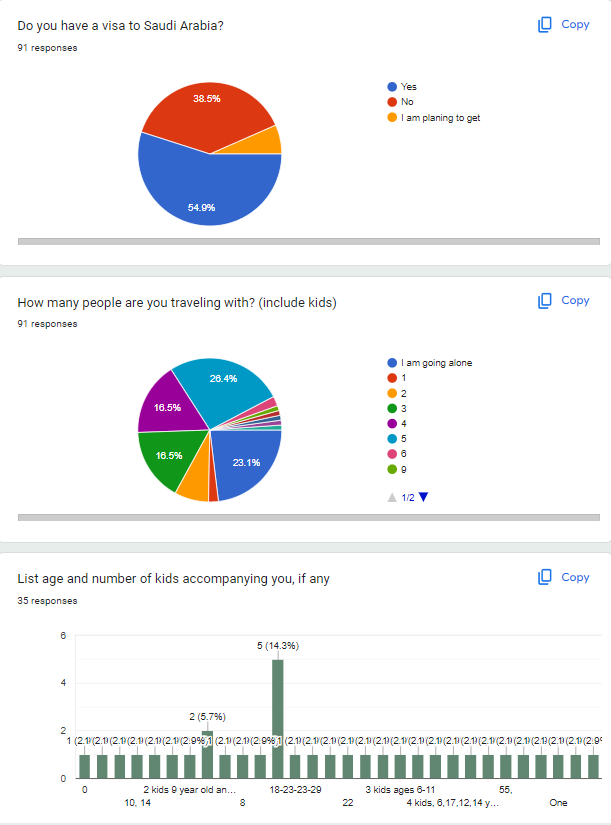 Do you have a visa to Saudi Arabia?
Copy
91 responses
Yes
No
I am planing to get
38.5%
54.9%
How many people are you traveling with? (include kids)
Copy
91 responses
I am going alone
1
2
3
4
5
6
9
1/2
26.4%
16.5%
16.5%
23.1%
List age and number of kids accompanying you, if any
Copy
35 responses
6
4
2
0
5 (14.3%)
2 (5.7%)
0
2 kids 9 year old an...
18-23-23-29
3 kids ages 6-11
55,
10, 14
8
22
4 kids, 6,17,12,14 y...
One